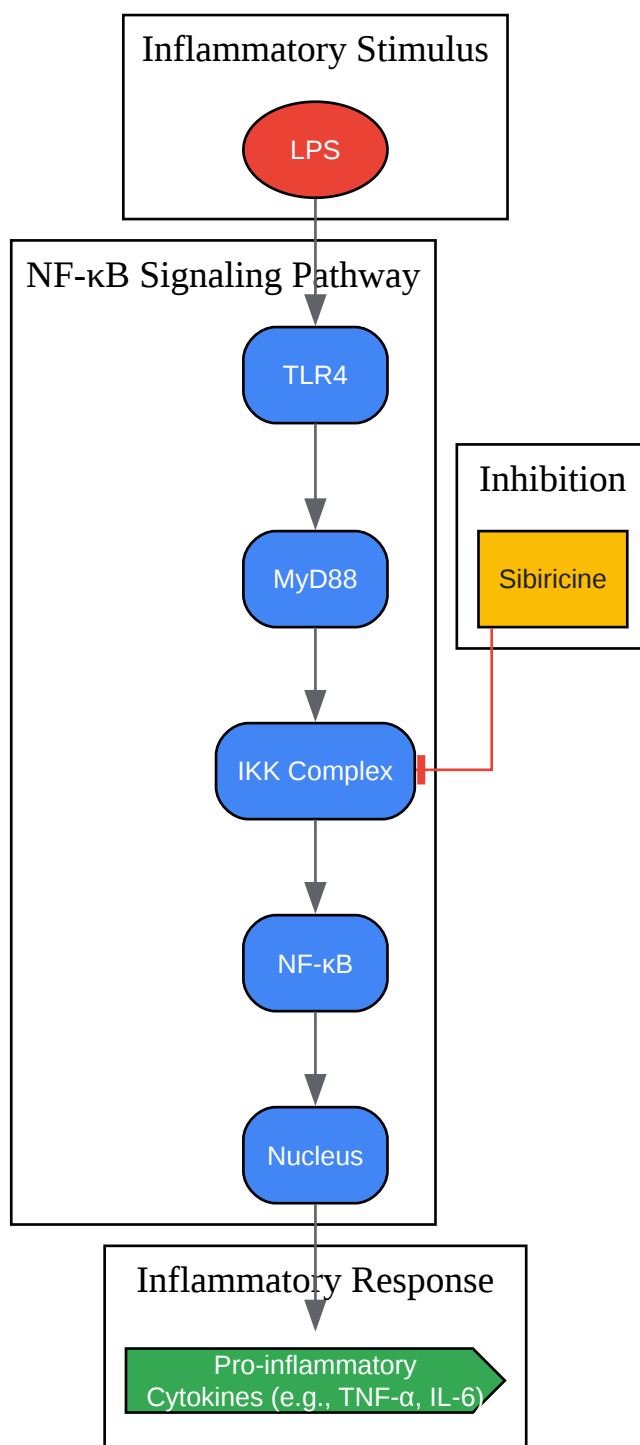 Inflammatory Stimulus
LPS
NF-κB Signaling Pathway
TLR4
MyD88
Inhibition
Sibiricine
IKK Complex
NF-κB
Nucleus
Inflammatory Response
Pro-inflammatory
Cytokines (e.g., TNF-α, IL-6)